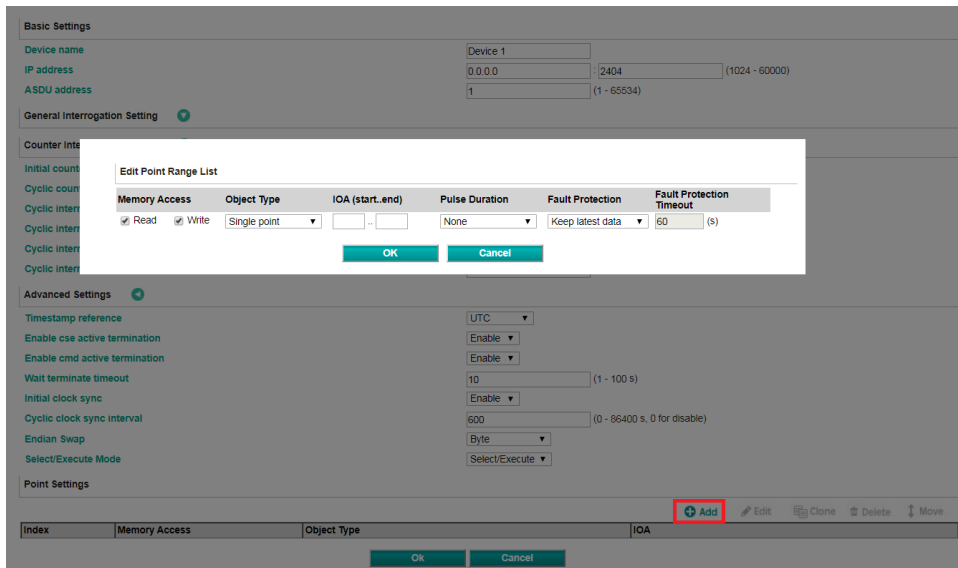 Basic Settings
Device name Device 1
IP address 0.0.0.0 : 2404 (1024 - 60000)
ASDU address 1 (1 - 65534)
General Interrogation Setting
Counter Inte
Initial count
Cyclic coun
Cyclic interr
Cyclic interr
Cyclic interr
Cyclic interr
Edit Point Range List
Memory Access Object Type IOA (start..end) Pulse Duration Fault Protection Fault Protection Timeout
Read Write Single point .. None Keep latest data 60 (s)
OK Cancel
Advanced Settings
Timestamp reference UTC
Enable cse active termination Enable
Enable cmd active termination Enable
Wait terminate timeout 10 (1 - 100 s)
Initial clock sync Enable
Cyclic clock sync interval 600 (0 - 86400 s, 0 for disable)
Endian Swap Byte
Select/Execute Mode Select/Execute
Point Settings
Add Edit Clone Delete Move
Index Memory Access Object Type IOA
Ok Cancel